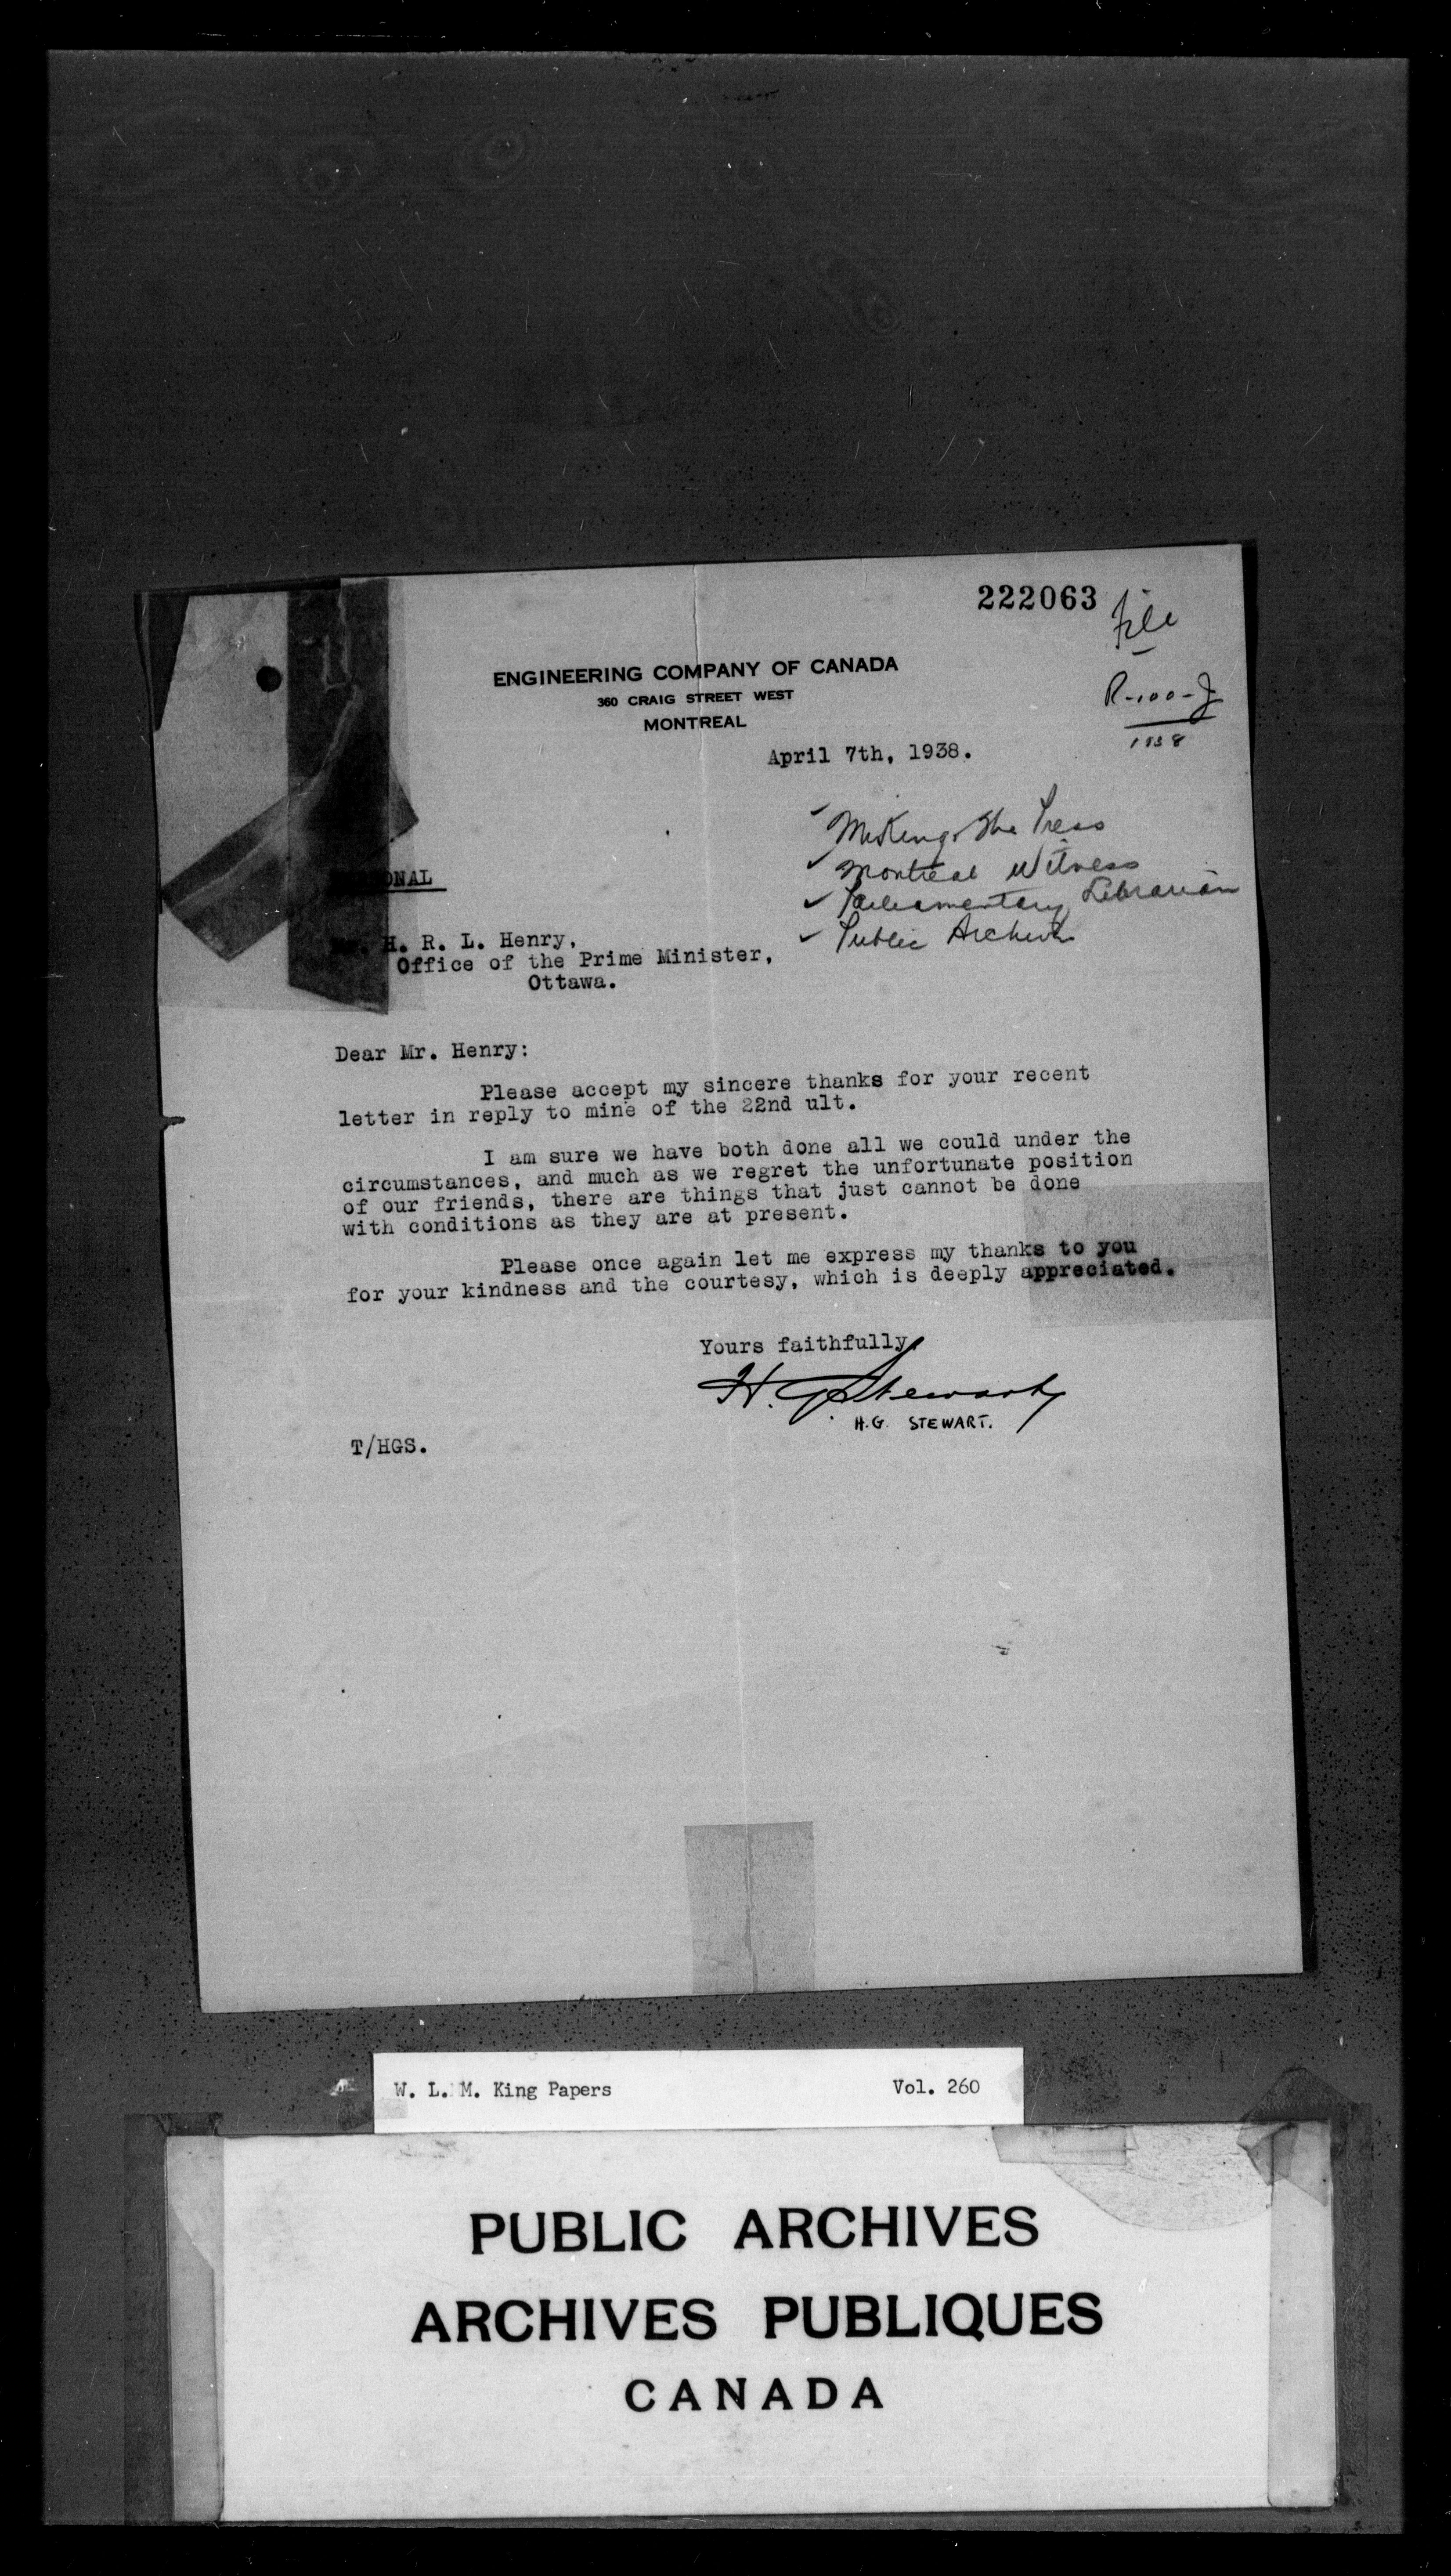 222063
File
R-100-J
1938
ENGINEERING COMPANY OF CANADA
360 CRAIG STREET WEST
MONTREAL
April 7th, 1938.
✓ McKing & the Press
✓ Montreal Witness
✓ Parliamentary Librarian
✓ Public Archives
PERSONAL
Mr. H. R. L. Henry,
Office of the Prime Minister,
Ottawa.
Dear Mr. Henry:
Please accept my sincere thanks for your recent
letter in reply to mine of the 22nd ult.
I am sure we have both done all we could under the
circumstances, and much as we regret the unfortunate position
of our friends, there are things that just cannot be done
with conditions as they are at present.
Please once again let me express my thanks to you
for your kindness and the courtesy, which is deeply appreciated.
Yours faithfully,
H. G. Stewart
H.G. STEWART.
T/HGS.
W. L. M. King Papers Vol. 260
PUBLIC ARCHIVES
ARCHIVES PUBLIQUES
CANADA